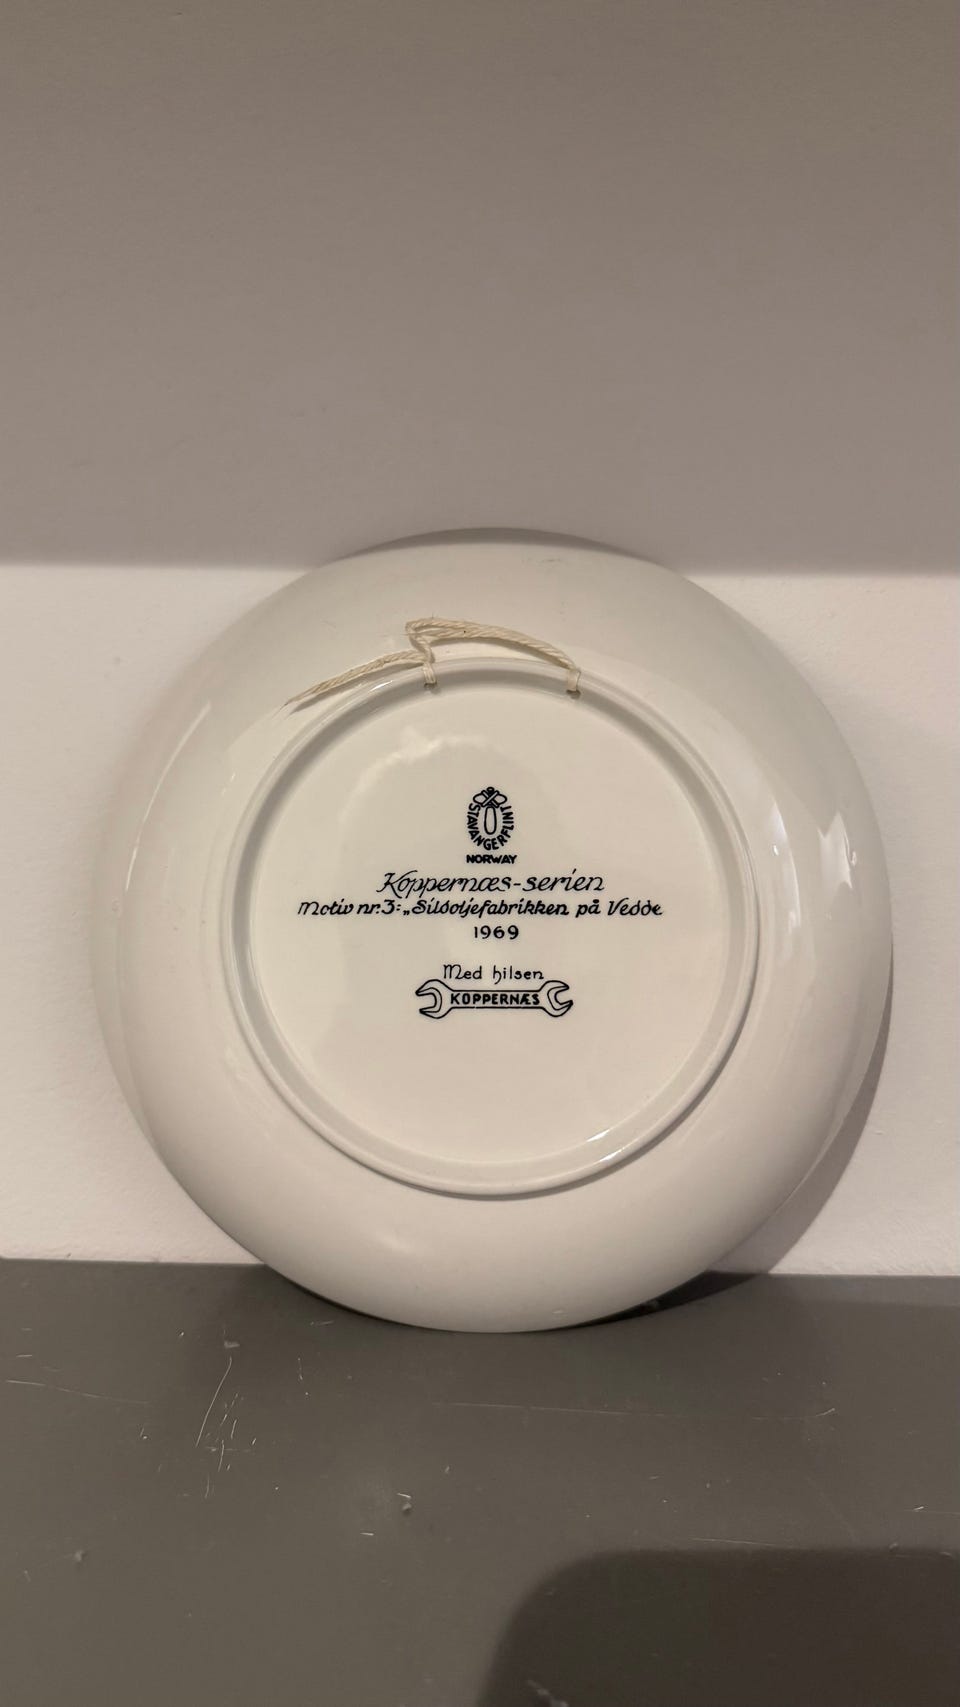 STAVANGERFLINT
NORWAY
Koppernæs-serien
Motiv nr.3: „Sildoljefabrikken på Vedde
1969
Med hilsen
KOPPERNÆS